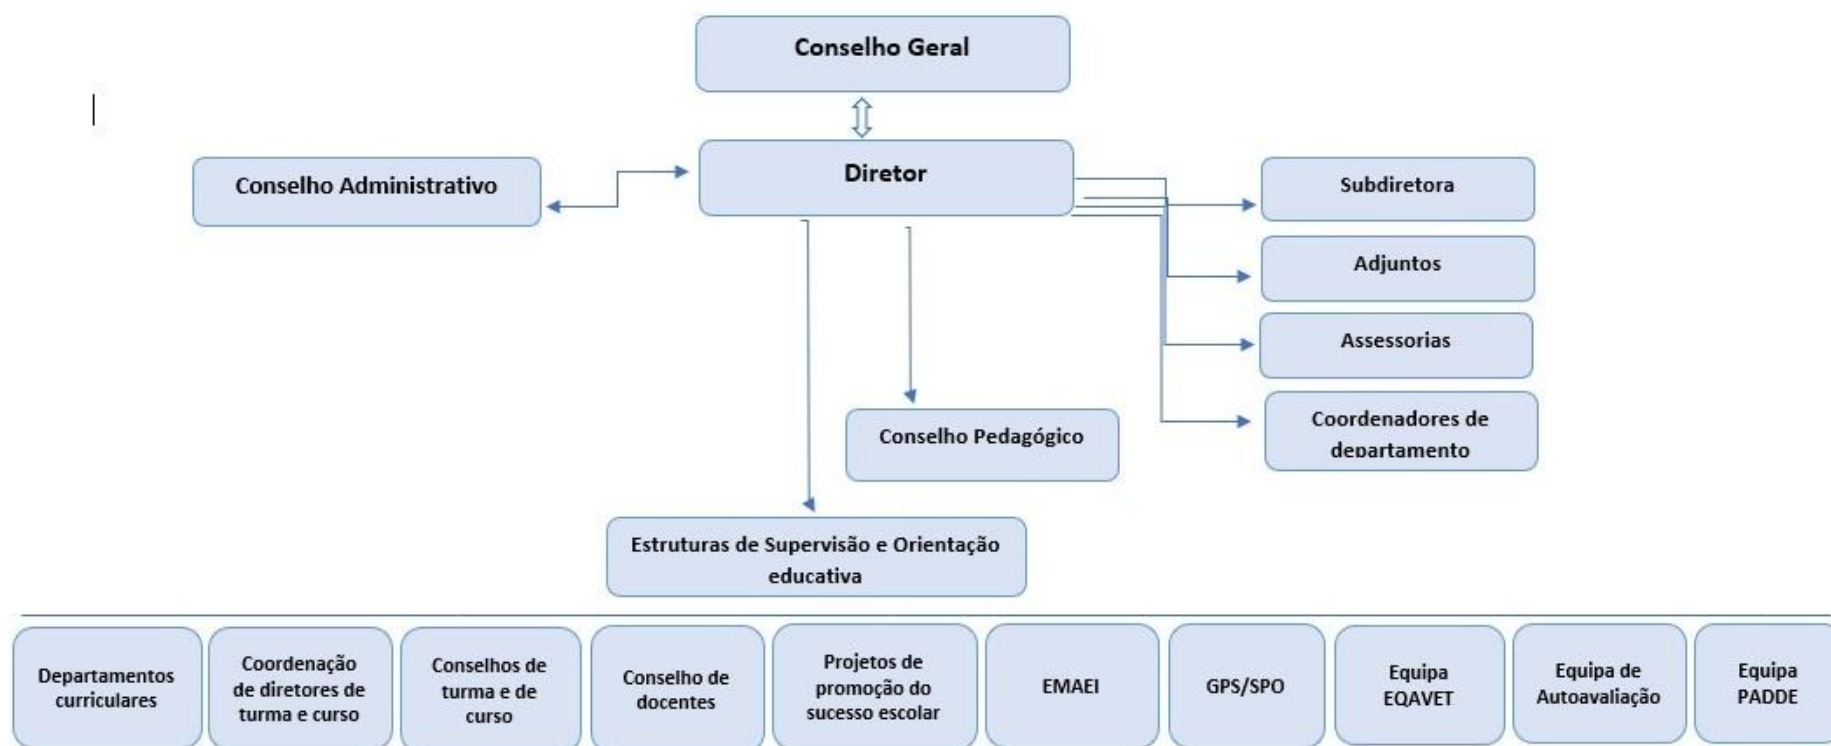 Conselho Geral
Conselho Administrativo
Diretor
Subdiretora
Adjuntos
Assessorias
Coordenadores de
departamento
Conselho Pedagógico
Estruturas de Supervisão e Orientação
educativa
Departamentos
curriculares
Coordenação
de diretores de
turma e curso
Conselhos de
turma e de
curso
Conselho de
docentes
Projetos de
promoção do
sucesso escolar
EMAEI
GPS/SPO
Equipa
EQAVET
Equipa de
Autoavaliação
Equipa
PADDE